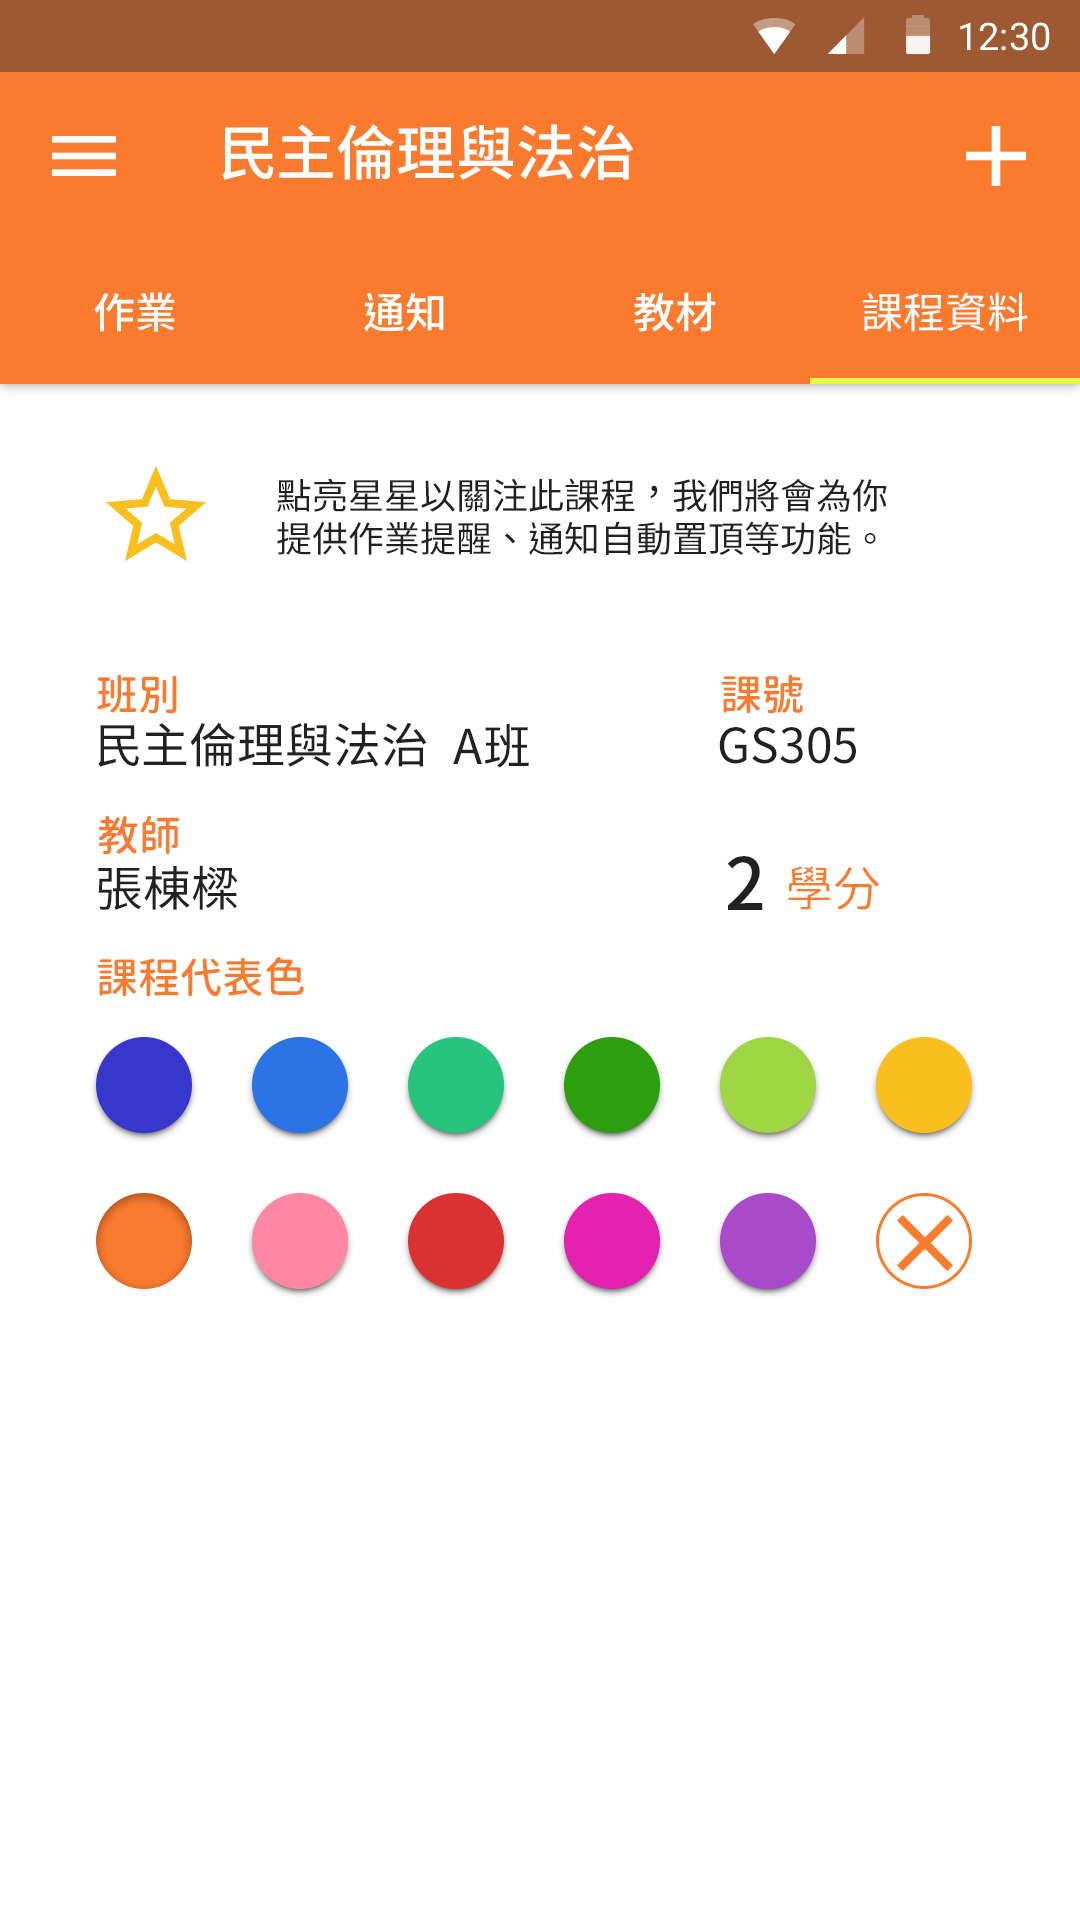 12:30
民主倫理與法治
作業 通知 教材 課程資料
點亮星星以關注此課程，我們將會為你
提供作業提醒、通知自動置頂等功能。
班別 課號
民主倫理與法治 A班 GS305
教師
張棟樑 2 學分
課程代表色